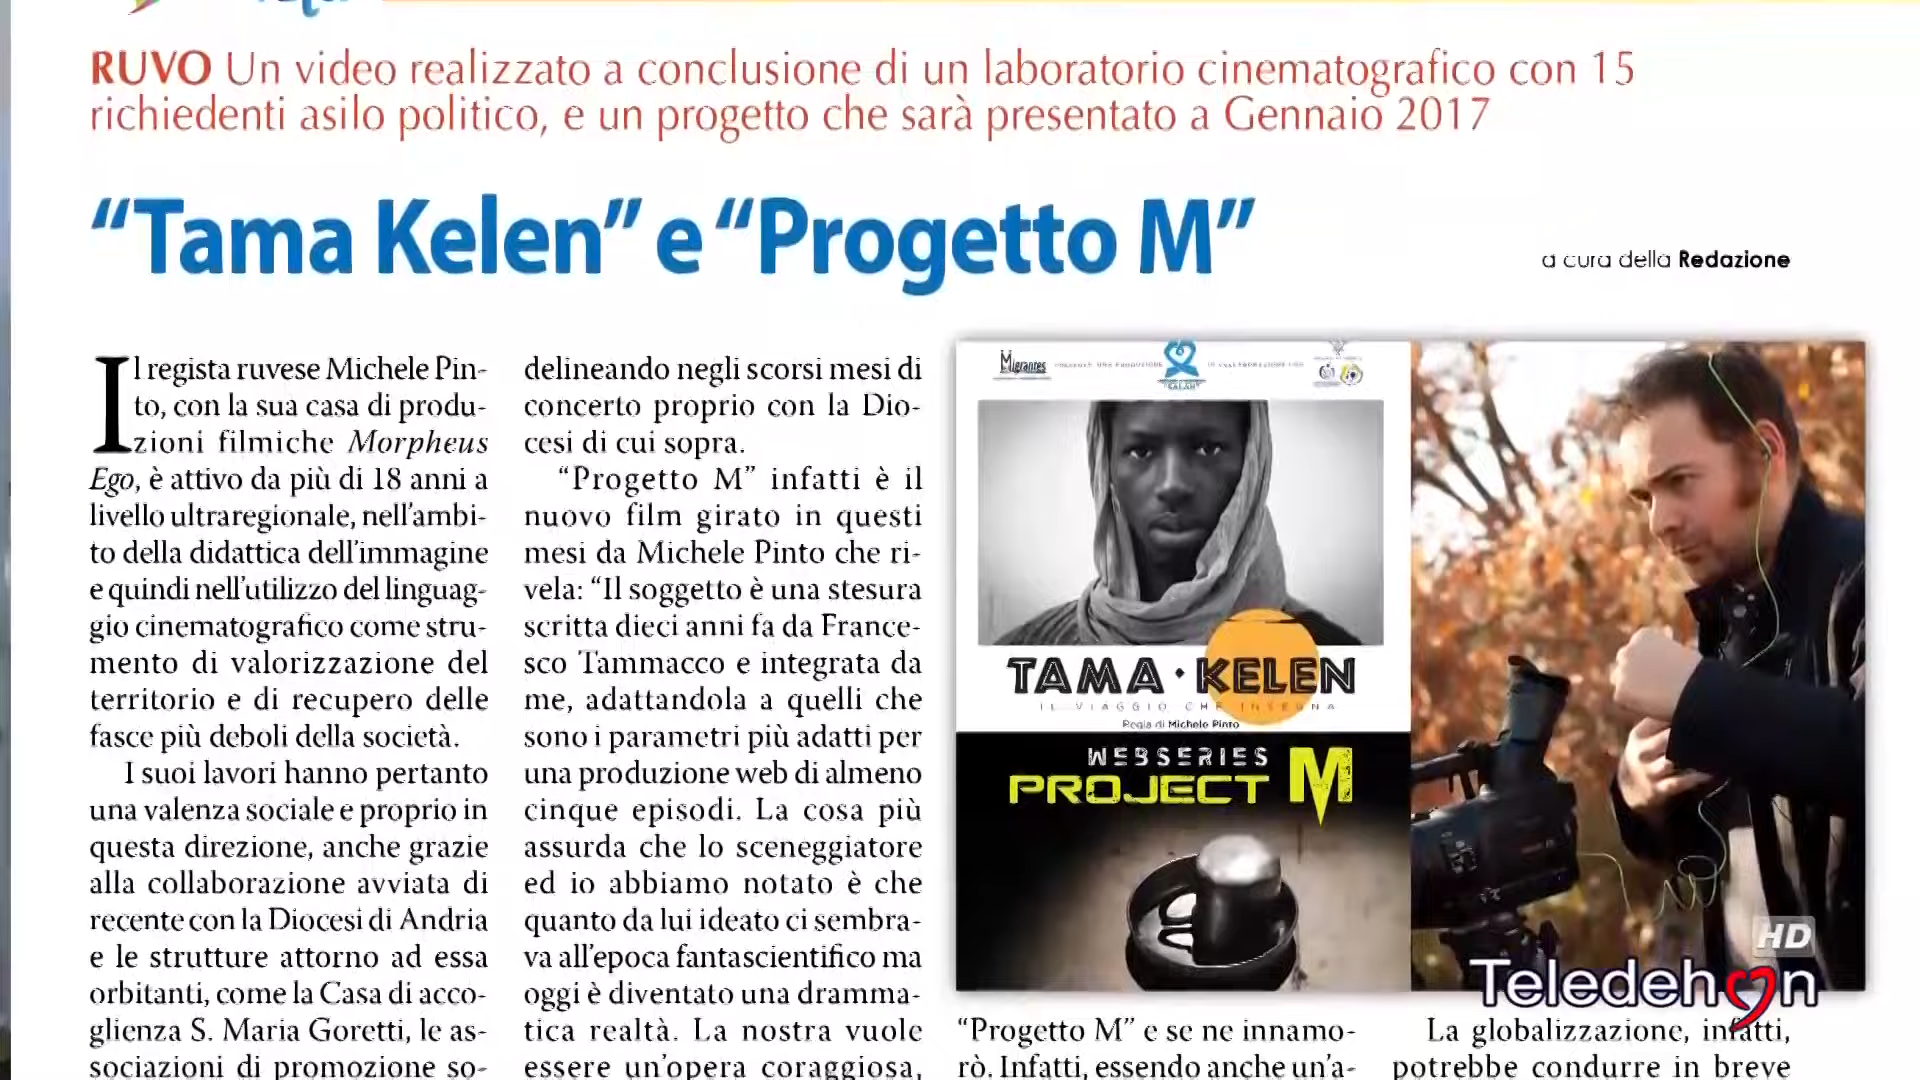 RUVO Un video realizzato a conclusione di un laboratorio cinematografico con 15
richiedenti asilo politico, e un progetto che sarà presentato a Gennaio 2017
“Tama Kelen” e “Progetto M”
a cura della Redazione
Il regista ruvese Michele Pin-
to, con la sua casa di produ-
zioni filmiche Morpheus
Ego, è attivo da più di 18 anni a
livello ultraregionale, nell'ambi-
to della didattica dell'immagine
e quindi nell'utilizzo del linguag-
gio cinematografico come stru-
mento di valorizzazione del
territorio e di recupero delle
fasce più deboli della società.
I suoi lavori hanno pertanto
una valenza sociale e proprio in
questa direzione, anche grazie
alla collaborazione avviata di
recente con la Diocesi di Andria
e le strutture attorno ad essa
orbitanti, come la Casa di acco-
glienza S. Maria Goretti, le as-
sociazioni di promozione so-
delineando negli scorsi mesi di
concerto proprio con la Dio-
cesi di cui sopra.
“Progetto M” infatti è il
nuovo film girato in questi
mesi da Michele Pinto che ri-
vela: “Il soggetto è una stesura
scritta dieci anni fa da France-
sco Tammacco e integrata da
me, adattandola a quelli che
sono i parametri più adatti per
una produzione web di almeno
cinque episodi. La cosa più
assurda che lo sceneggiatore
ed io abbiamo notato è che
quanto da lui ideato ci sembra-
va all'epoca fantascientifico ma
oggi è diventato una dramma-
tica realtà. La nostra vuole
essere un'opera coraggiosa,
Migrantes
TAMA • KELEN
IL VIAGGIO CHE INSEGNA
Regia di Michele Pinto
WEBSERIES
PROJECT M
HD
Teledehon
“Progetto M” e se ne innamo-
rò. Infatti, essendo anche un'a-
La globalizzazione, infatti,
potrebbe condurre in breve